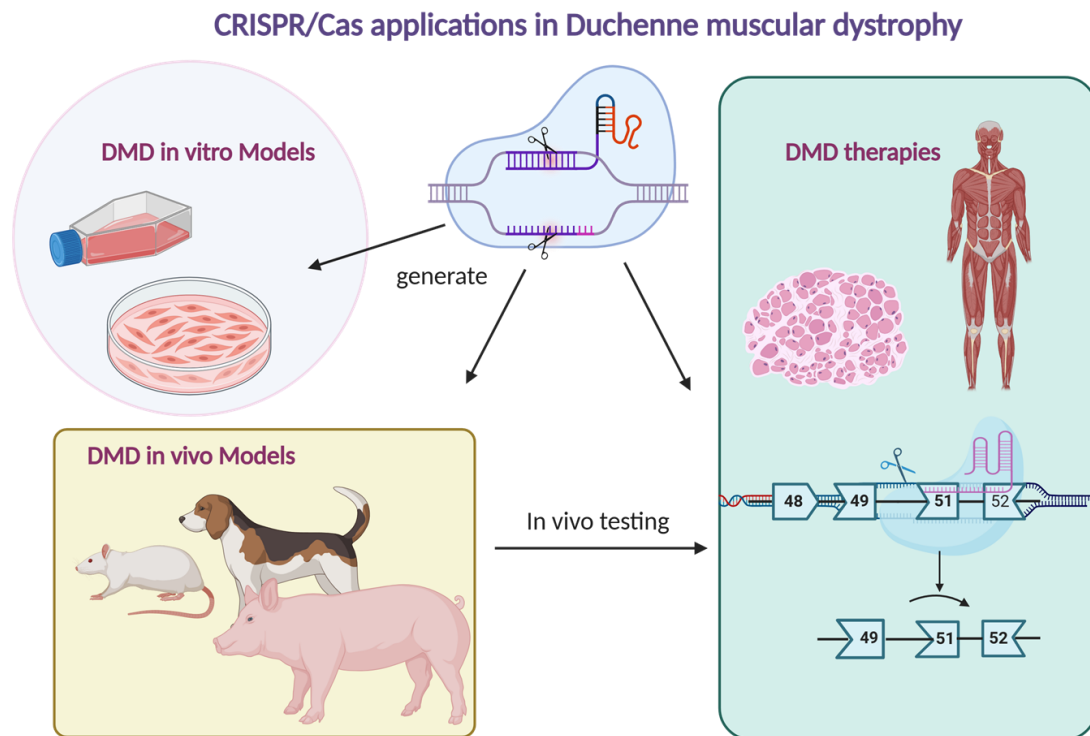 CRISPR/Cas applications in Duchenne muscular dystrophy
DMD in vitro Models
DMD therapies
generate
DMD in vivo Models
In vivo testing
48 49 51 52
49 51 52